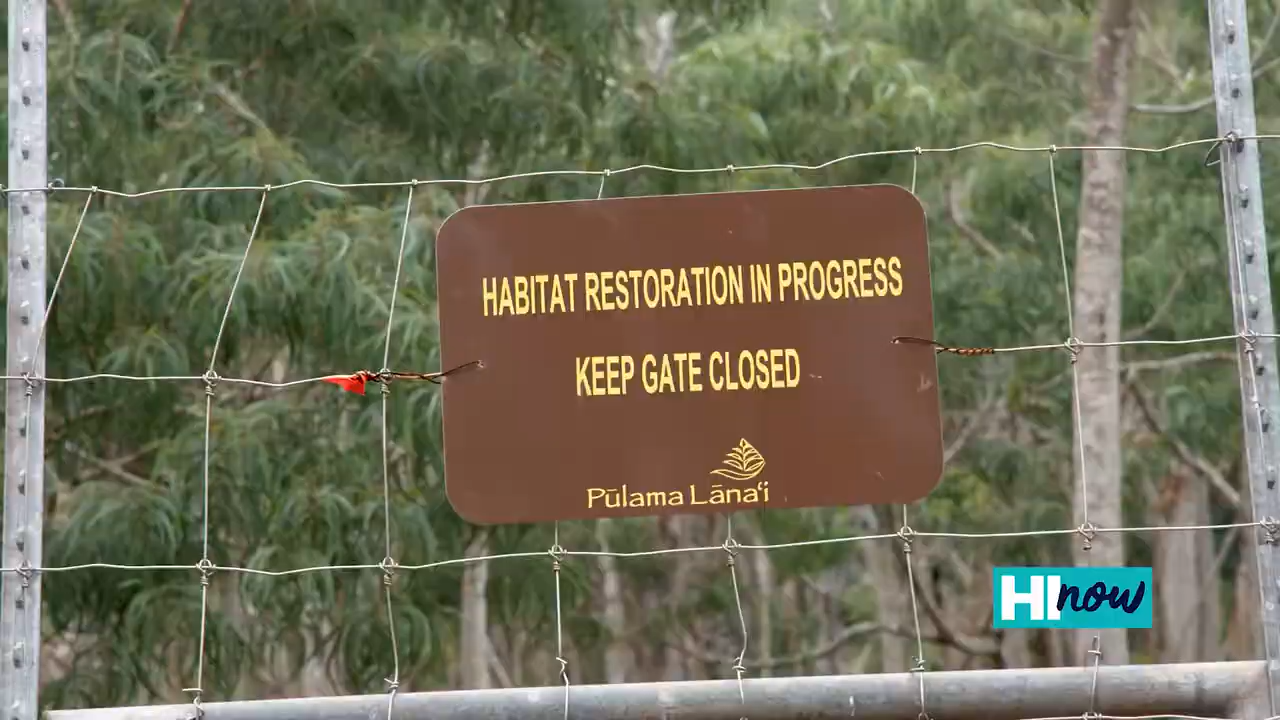 HABITAT RESTORATION IN PROGRESS
KEEP GATE CLOSED
Pūlama Lānaʻi
HI now